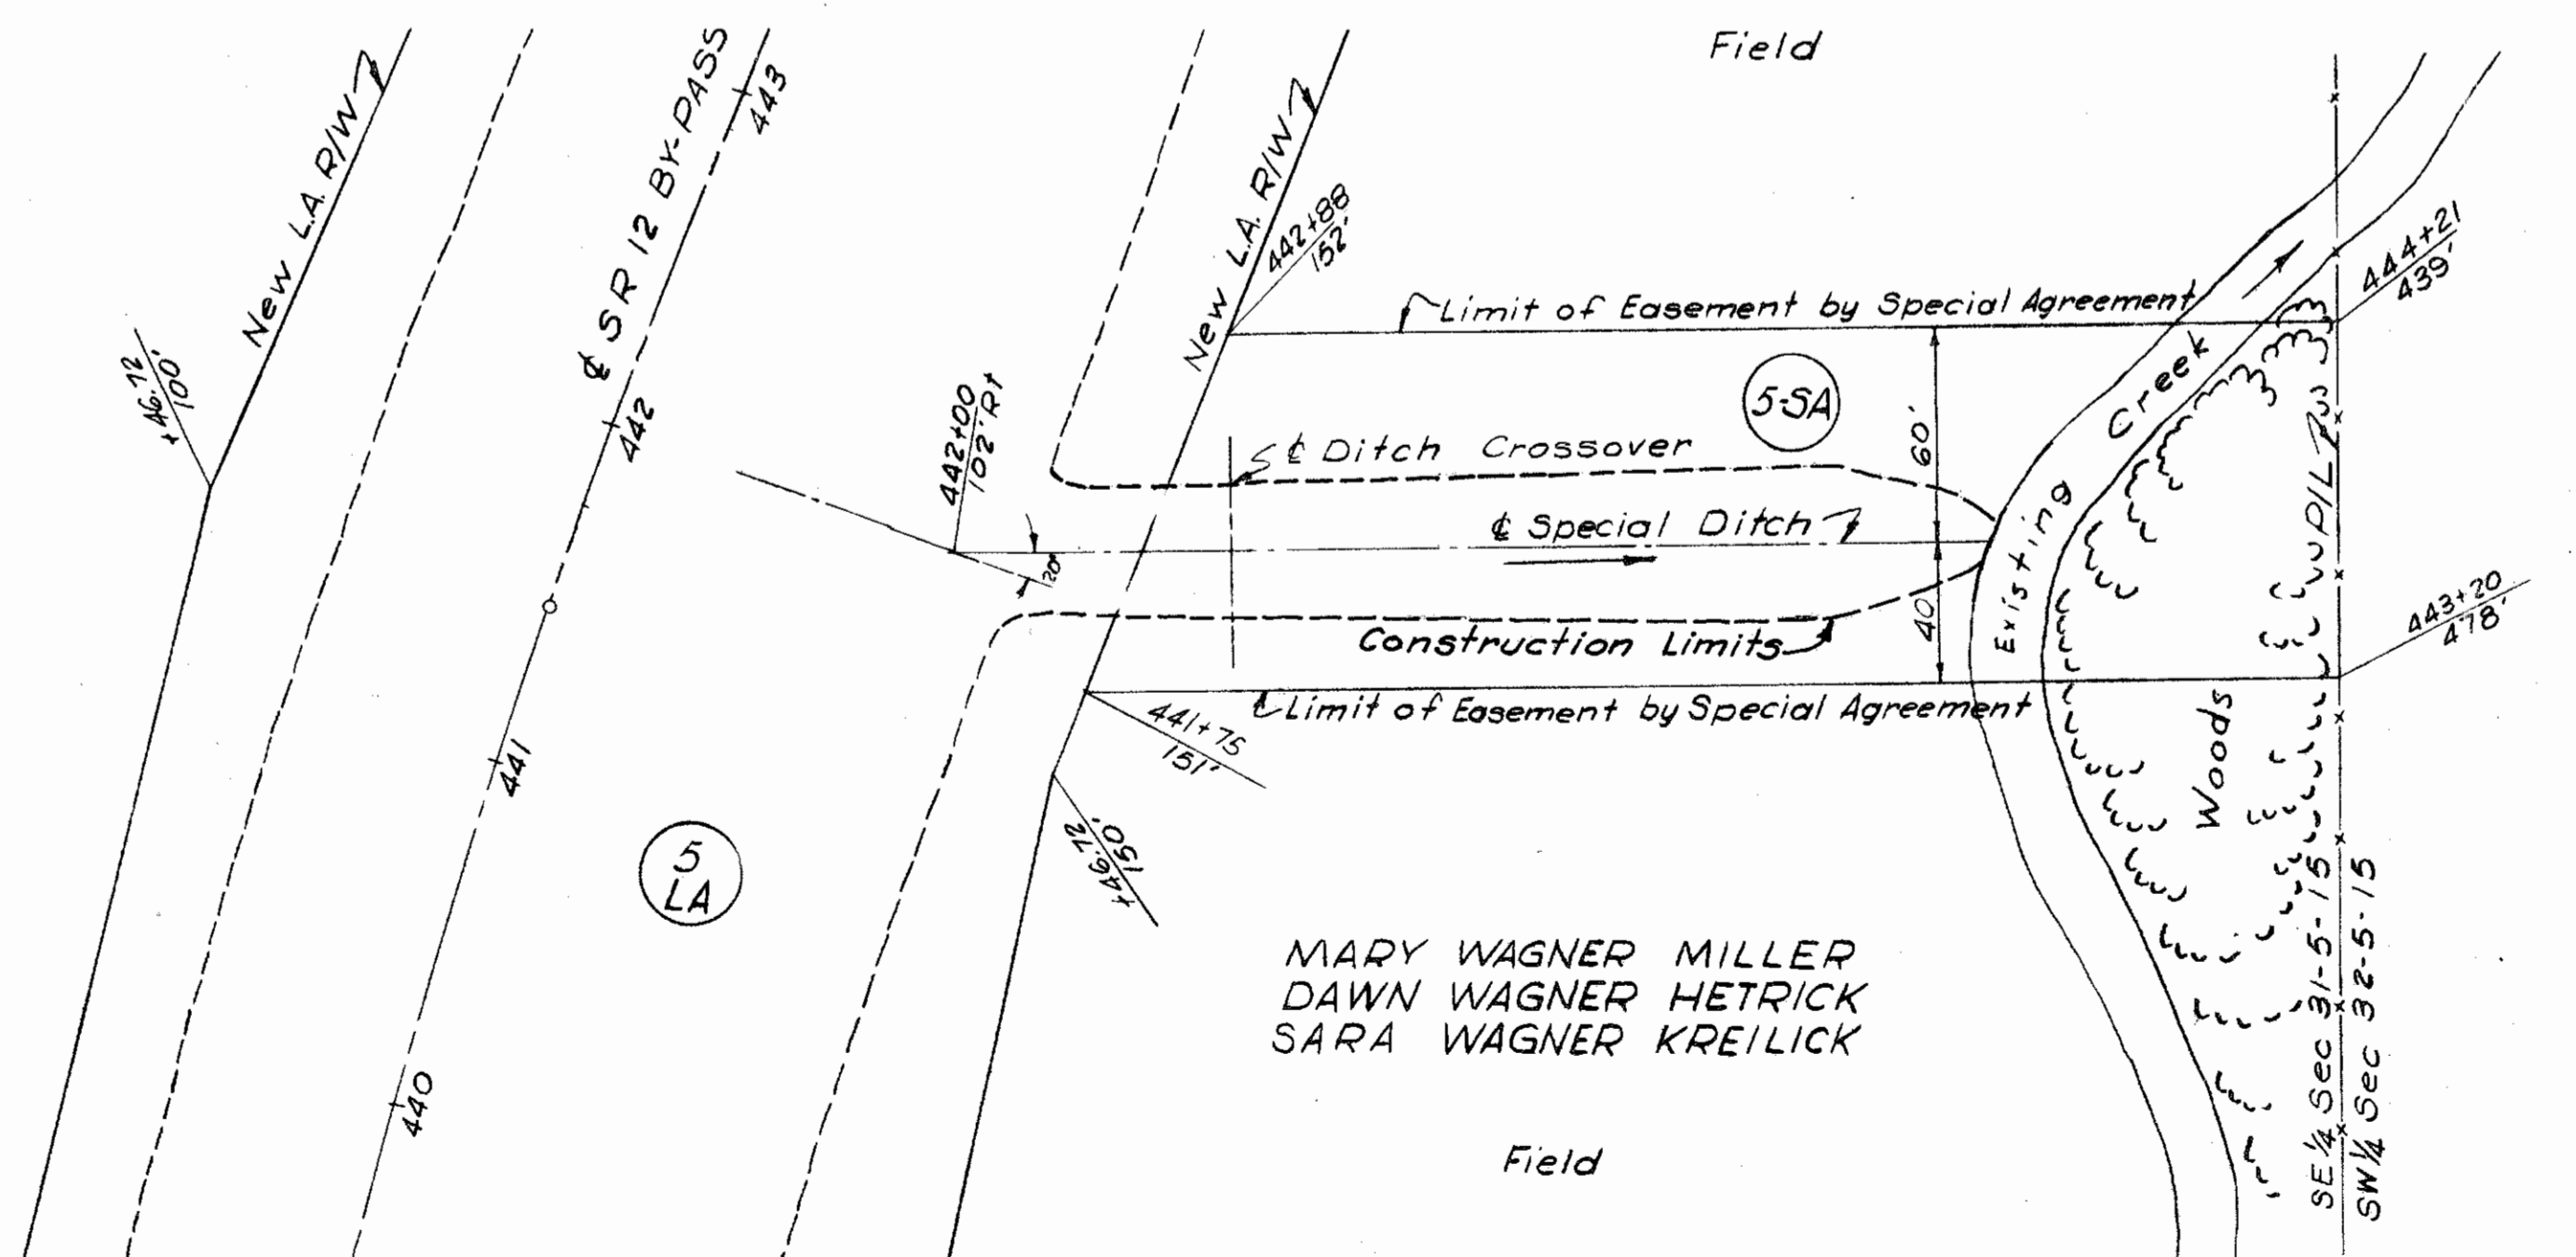 Field
New L.A. R/W
℄ SR 12 BY-PASS
443
New L.A. R/W
442+88
152'
444+21
439'
Limit of Easement by Special Agreement
+46.72
100'
5-SA
Creek
442
442+00
102' Rt
℄ Ditch Crossover
60'
P/L
℄ Special Ditch
20°
Existing
40'
Construction Limits
443+20
478'
Limit of Easement by Special Agreement
441+75
151'
441
Woods
+46.72
150'
5
LA
MARY WAGNER MILLER
DAWN WAGNER HETRICK
SARA WAGNER KREILICK
440
Field
SE 1/4 Sec 31-5-15
SW 1/4 Sec 32-5-15